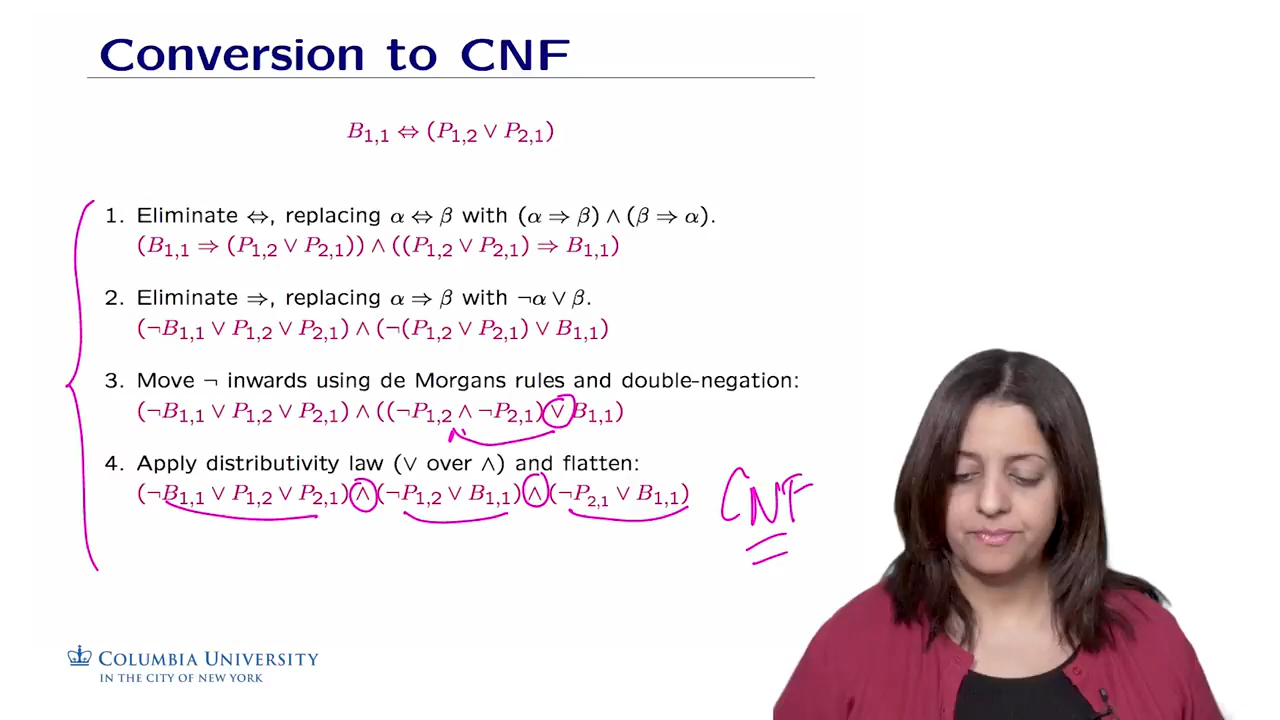 Conversion to CNF
B₁,₁ ⇔ (P₁,₂ ∨ P₂,₁)
1. Eliminate ⇔, replacing α ⇔ β with (α ⇒ β) ∧ (β ⇒ α).
(B₁,₁ ⇒ (P₁,₂ ∨ P₂,₁)) ∧ ((P₁,₂ ∨ P₂,₁) ⇒ B₁,₁)
2. Eliminate ⇒, replacing α ⇒ β with ¬α ∨ β.
(¬B₁,₁ ∨ P₁,₂ ∨ P₂,₁) ∧ (¬(P₁,₂ ∨ P₂,₁) ∨ B₁,₁)
3. Move ¬ inwards using de Morgans rules and double-negation:
(¬B₁,₁ ∨ P₁,₂ ∨ P₂,₁) ∧ ((¬P₁,₂ ∧ ¬P₂,₁) ∨ B₁,₁)
4. Apply distributivity law (∨ over ∧) and flatten:
(¬B₁,₁ ∨ P₁,₂ ∨ P₂,₁) ∧ (¬P₁,₂ ∨ B₁,₁) ∧ (¬P₂,₁ ∨ B₁,₁)
CNF
COLUMBIA UNIVERSITY
IN THE CITY OF NEW YORK